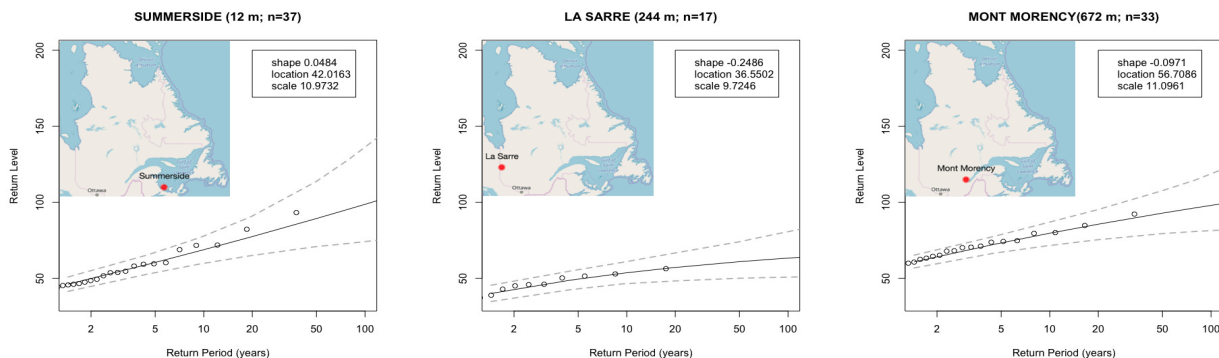 SUMMERSIDE (12 m; n=37)
shape 0.0484
location 42.0163
scale 10.9732
Summerside
Ottawa
Return Level
50
100
150
200
2
5
10
20
50
100
Return Period (years)
LA SARRE (244 m; n=17)
shape -0.2486
location 36.5502
scale 9.7246
La Sarre
Ottawa
Return Level
50
100
150
200
2
5
10
20
50
100
Return Period (years)
MONT MORENCY(672 m; n=33)
shape -0.0971
location 56.7086
scale 11.0961
Mont Morency
Ottawa
Return Level
50
100
150
200
2
5
10
20
50
100
Return Period (years)